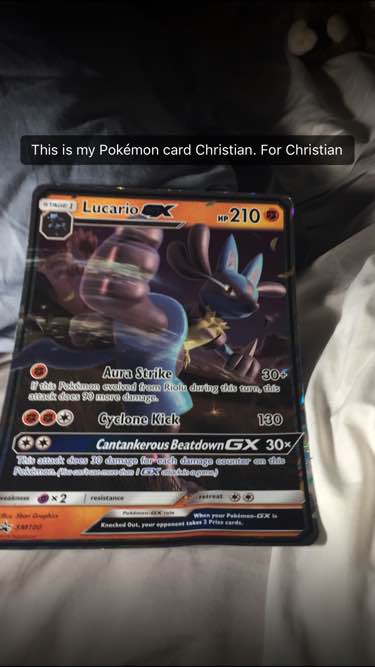 This is my Pokémon card Christian. For Christian
STAGE 1
Lucario GX
HP 210
Aura Strike 30+
If this Pokémon evolved from Riolu during this turn, this
attack does 90 more damage.
Cyclone Kick 130
Cantankerous Beatdown GX 30×
This attack does 30 damage for each damage counter on this
Pokémon. (You can't use more than 1 GX attack in a game.)
weakness ×2 resistance retreat
Illus. 5ban Graphics
Pokémon-GX rule
When your Pokémon-GX is
Knocked Out, your opponent takes 2 Prize cards.
SM100